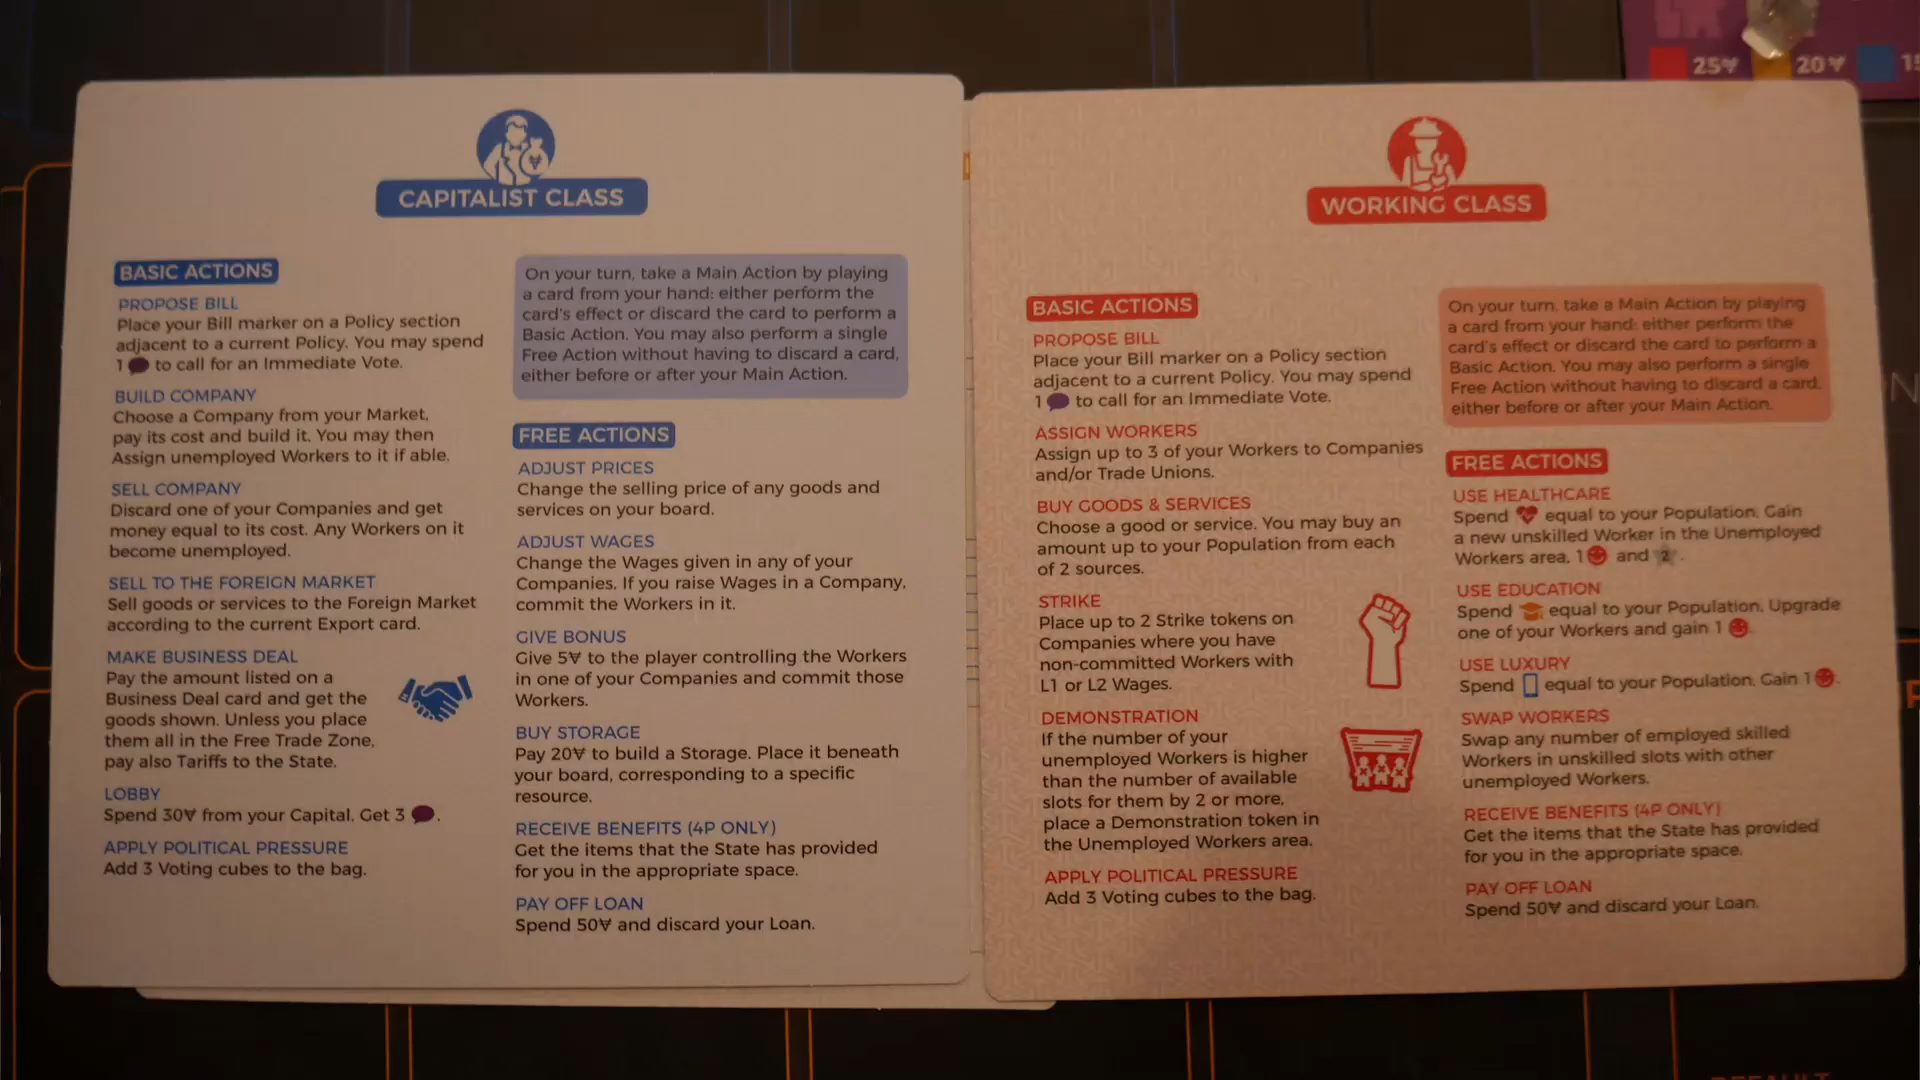 25
20
CAPITALIST CLASS
BASIC ACTIONS
PROPOSE BILL
Place your Bill marker on a Policy section
adjacent to a current Policy. You may spend
1 to call for an Immediate Vote.
BUILD COMPANY
Choose a Company from your Market,
pay its cost and build it. You may then
Assign unemployed Workers to it if able.
SELL COMPANY
Discard one of your Companies and get
money equal to its cost. Any Workers on it
become unemployed.
SELL TO THE FOREIGN MARKET
Sell goods or services to the Foreign Market
according to the current Export card.
MAKE BUSINESS DEAL
Pay the amount listed on a
Business Deal card and get the
goods shown. Unless you place
them all in the Free Trade Zone,
pay also Tariffs to the State.
LOBBY
Spend 30 from your Capital. Get 3 .
APPLY POLITICAL PRESSURE
Add 3 Voting cubes to the bag.
On your turn, take a Main Action by playing
a card from your hand: either perform the
card's effect or discard the card to perform a
Basic Action. You may also perform a single
Free Action without having to discard a card,
either before or after your Main Action.
FREE ACTIONS
ADJUST PRICES
Change the selling price of any goods and
services on your board.
ADJUST WAGES
Change the Wages given in any of your
Companies. If you raise Wages in a Company,
commit the Workers in it.
GIVE BONUS
Give 5 to the player controlling the Workers
in one of your Companies and commit those
Workers.
BUY STORAGE
Pay 20 to build a Storage. Place it beneath
your board, corresponding to a specific
resource.
RECEIVE BENEFITS (4P ONLY)
Get the items that the State has provided
for you in the appropriate space.
PAY OFF LOAN
Spend 50 and discard your Loan.
WORKING CLASS
BASIC ACTIONS
PROPOSE BILL
Place your Bill marker on a Policy section
adjacent to a current Policy. You may spend
1 to call for an Immediate Vote.
ASSIGN WORKERS
Assign up to 3 of your Workers to Companies
and/or Trade Unions.
BUY GOODS & SERVICES
Choose a good or service. You may buy an
amount up to your Population from each
of 2 sources.
STRIKE
Place up to 2 Strike tokens on
Companies where you have
non-committed Workers with
L1 or L2 Wages.
DEMONSTRATION
If the number of your
unemployed Workers is higher
than the number of available
slots for them by 2 or more,
place a Demonstration token in
the Unemployed Workers area.
APPLY POLITICAL PRESSURE
Add 3 Voting cubes to the bag.
On your turn, take a Main Action by playing
a card from your hand: either perform the
card's effect or discard the card to perform a
Basic Action. You may also perform a single
Free Action without having to discard a card,
either before or after your Main Action.
FREE ACTIONS
USE HEALTHCARE
Spend equal to your Population. Gain
a new unskilled Worker in the Unemployed
Workers area, 1 and 2 .
USE EDUCATION
Spend equal to your Population. Upgrade
one of your Workers and gain 1 .
USE LUXURY
Spend equal to your Population. Gain 1 .
SWAP WORKERS
Swap any number of employed skilled
Workers in unskilled slots with other
unemployed Workers.
RECEIVE BENEFITS (4P ONLY)
Get the items that the State has provided
for you in the appropriate space.
PAY OFF LOAN
Spend 50 and discard your Loan.